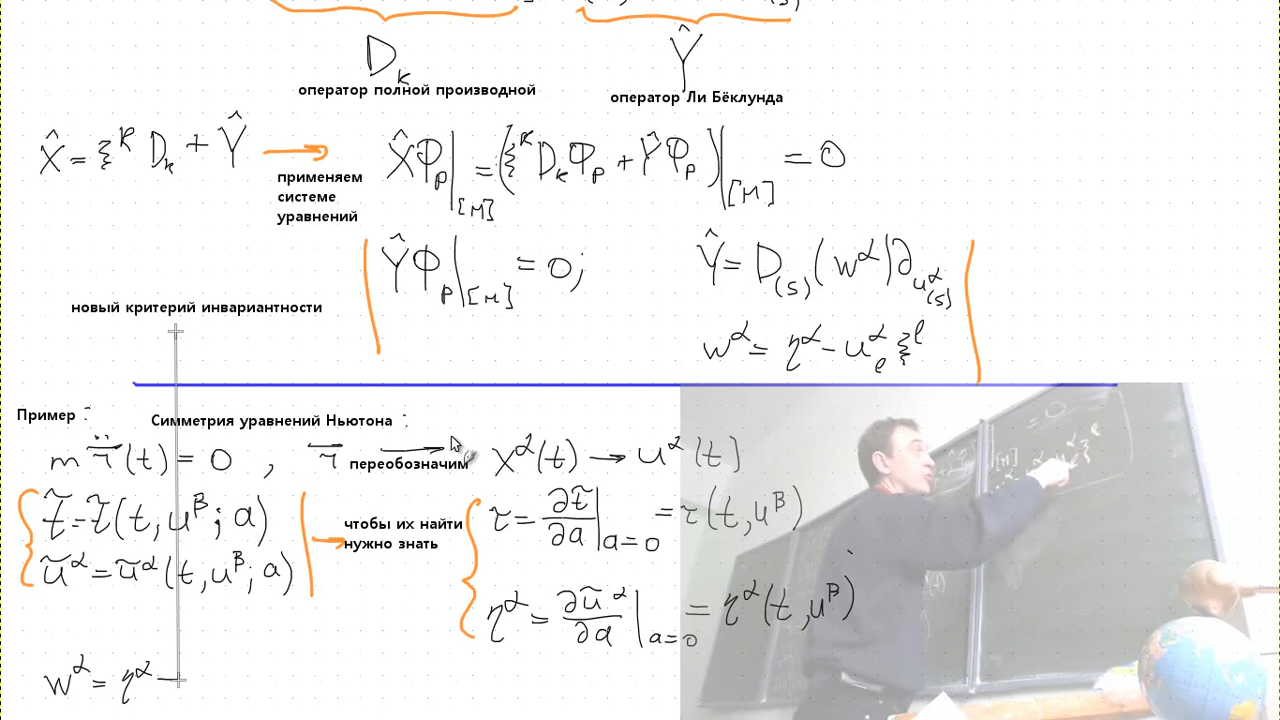 D_k Ŷ
оператор полной производной оператор Ли Бёклунда
X̂ = ξ^k D_k + Ŷ → X̂Φ_p|_[м] = (ξ^k D_k Φ_p + ŶΦ_p)|_[м] = 0
применяем
системе
уравнений
ŶΦ_p|_[м] = 0; Ŷ = D_(s)(w^α)∂_{u^α_(s)}
новый критерий инвариантности
w^α = η^α - u^α_e ξ^l
Пример : Симметрия уравнений Ньютона :
m r̈⃗(t) = 0 , r⃗ → переобозначим x^α(t) → u^α(t)
t̃ = t̃(t, u^β; a) → чтобы их найти τ = ∂t̃/∂a|_{a=0} = τ(t, u^β)
нужно знать
ũ^α = ũ^α(t, u^β; a) η^α = ∂ũ^α/∂a|_{a=0} = η^α(t, u^β)
w^α = η^α -